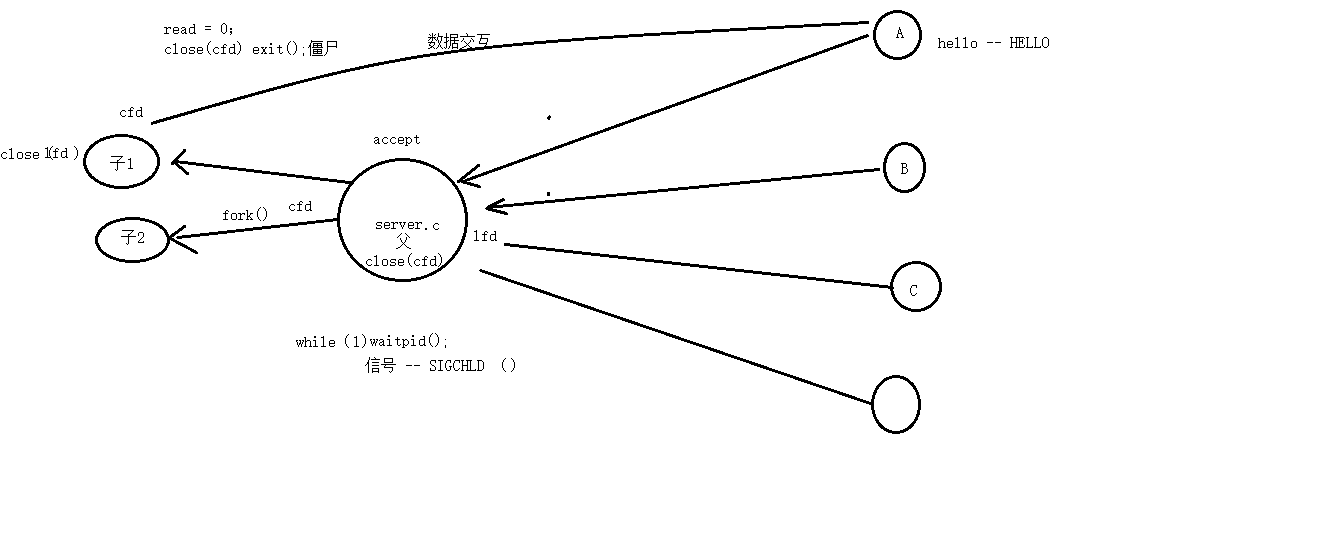 read = 0;
close(cfd) exit();僵尸
数据交互
A
hello -- HELLO
cfd
accept
close(lfd)
子1
B
fork()
cfd
子2
server.c
父
close(cfd)
lfd
C
while (1)waitpid();
信号 -- SIGCHLD ()